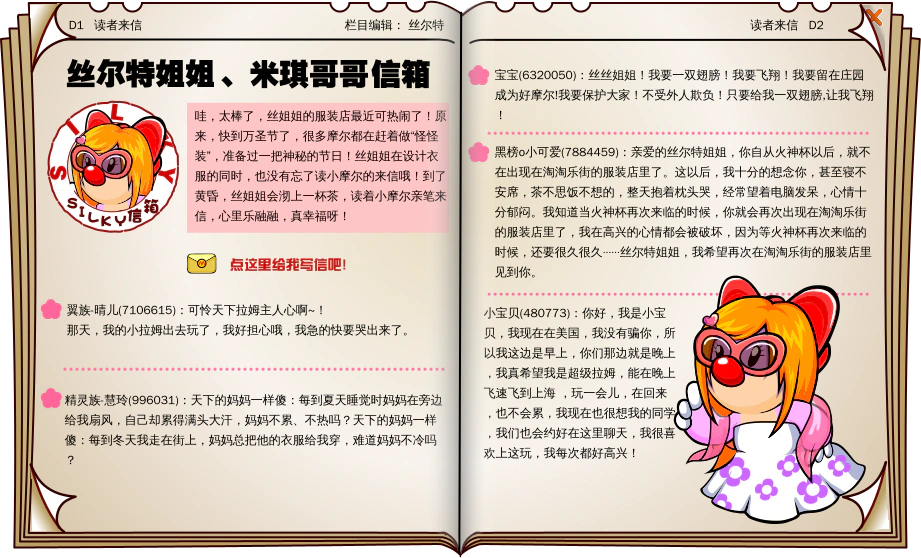 D1 读者来信
栏目编辑： 丝尔特
丝尔特姐姐、米琪哥哥信箱
SILKY
SILKY信箱
哇，太棒了，丝姐姐的服装店最近可热闹了！原
来，快到万圣节了，很多摩尔都在赶着做“怪怪
装”，准备过一把神秘的节日！丝姐姐在设计衣
服的同时，也没有忘了读小摩尔的来信哦！到了
黄昏，丝姐姐会沏上一杯茶，读着小摩尔亲笔来
信，心里乐融融，真幸福呀！
点这里给我写信吧!
翼族-晴儿(7106615)：可怜天下拉姆主人心啊~！
那天，我的小拉姆出去玩了，我好担心哦，我急的快要哭出来了。
精灵族-慧玲(996031)：天下的妈妈一样傻：每到夏天睡觉时妈妈在旁边
给我扇风，自己却累得满头大汗，妈妈不累、不热吗？天下的妈妈一样
傻：每到冬天我走在街上，妈妈总把他的衣服给我穿，难道妈妈不冷吗
？
读者来信 D2
宝宝(6320050)：丝丝姐姐！我要一双翅膀！我要飞翔！我要留在庄园
成为好摩尔!我要保护大家！不受外人欺负！只要给我一双翅膀,让我飞翔
！
黑榜o小可爱(7884459)：亲爱的丝尔特姐姐，你自从火神杯以后，就不
在出现在淘淘乐街的服装店里了。这以后，我十分的想念你，甚至寝不
安席，茶不思饭不想的，整天抱着枕头哭，经常望着电脑发呆，心情十
分郁闷。我知道当火神杯再次来临的时候，你就会再次出现在淘淘乐街
的服装店里了，我在高兴的心情都会被破坏，因为等火神杯再次来临的
时候，还要很久很久······丝尔特姐姐，我希望再次在淘淘乐街的服装店里
见到你。
小宝贝(480773)：你好，我是小宝
贝，我现在在美国，我没有骗你，所
以我这边是早上，你们那边就是晚上
，我真希望我是超级拉姆，能在晚上
飞速飞到上海 ，玩一会儿，在回来
，也不会累，我现在也很想我的同学
，我们也会约好在这里聊天，我很喜
欢上这玩，我每次都好高兴！